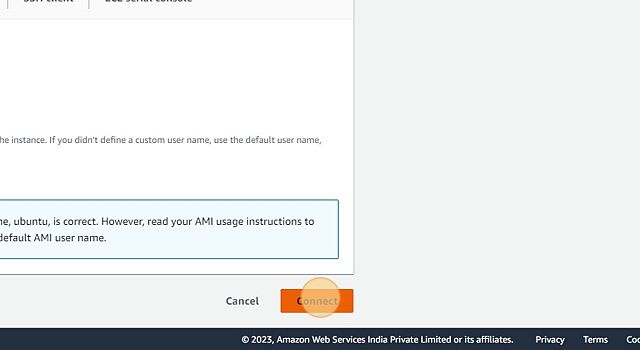 SSH client EC2 serial console
he instance. If you didn't define a custom user name, use the default user name,
ne, ubuntu, is correct. However, read your AMI usage instructions to
default AMI user name.
Cancel Connect
© 2023, Amazon Web Services India Private Limited or its affiliates. Privacy Terms Coo